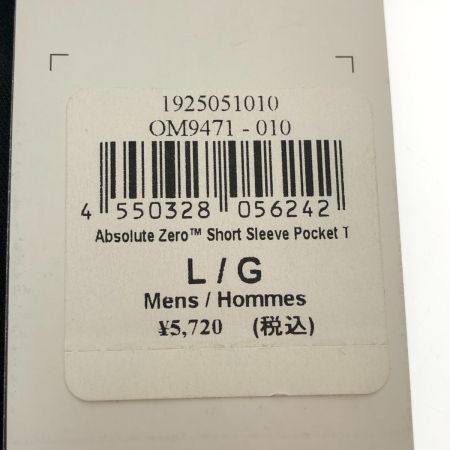 1925051010
OM9471 - 010
4 550328 056242
Absolute Zero™ Short Sleeve Pocket T
L / G
Mens / Hommes
¥5,720 (税込)